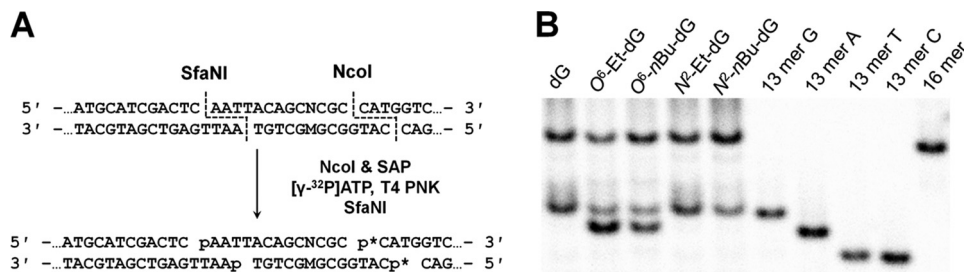 A
SfaNI NcoI
5' -…ATGCATCGACTC AATTACAGCNCGC CATGGTC…- 3'
3' -…TACGTAGCTGAGTTAA TGTCGMGCGGTAC CAG…- 5'
NcoI & SAP
[γ-³²P]ATP, T4 PNK
SfaNI
5' -…ATGCATCGACTC pAATTACAGCNCGC p*CATGGTC…- 3'
3' -…TACGTAGCTGAGTTAAp TGTCGMGCGGTACp* CAG…- 5'
B
dG
O⁶-Et-dG
O⁶-nBu-dG
N²-Et-dG
N²-nBu-dG
13 mer G
13 mer A
13 mer T
13 mer C
16 mer